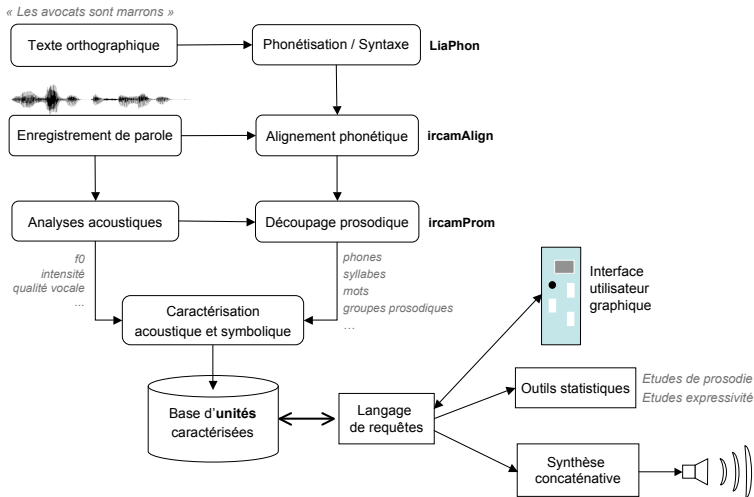 « Les avocats sont marrons »
Texte orthographique
Phonétisation / Syntaxe
LiaPhon
Enregistrement de parole
Alignement phonétique
ircamAlign
Analyses acoustiques
Découpage prosodique
ircamProm
f0
intensité
qualité vocale
...
phones
syllabes
mots
groupes prosodiques
...
Caractérisation
acoustique et symbolique
Interface
utilisateur
graphique
Base d'unités
caractérisées
Langage
de requêtes
Outils statistiques
Etudes de prosodie
Etudes expressivité
Synthèse
concaténative